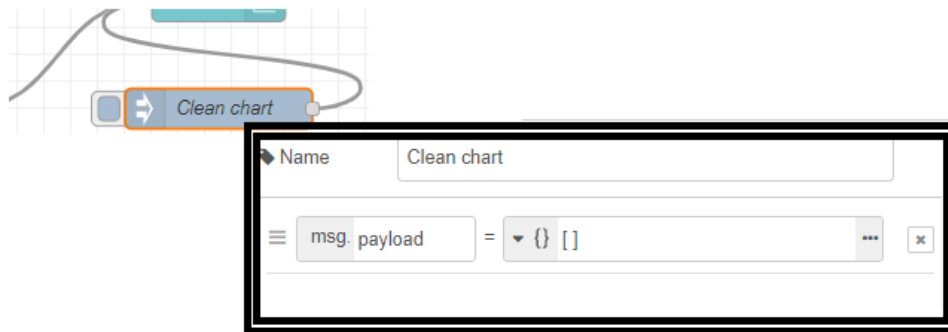 Clean chart
Name Clean chart
msg. payload = {} [ ] ...